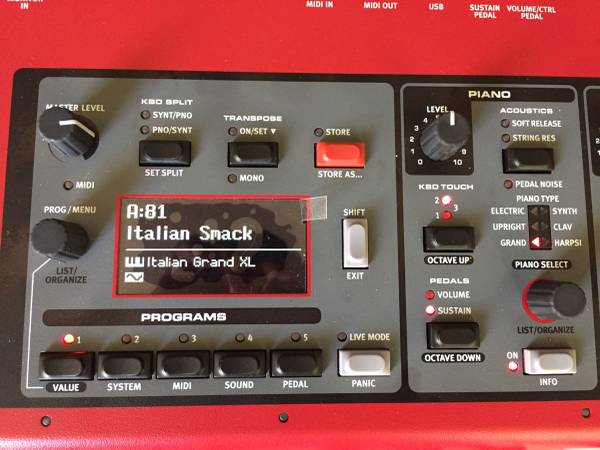 MONITOR IN
MIDI IN
MIDI OUT
USB
SUSTAIN PEDAL
VOLUME/CTRL PEDAL
MASTER LEVEL
MIDI
PROG / MENU
LIST/
ORGANIZE
KBD SPLIT
SYNT/PNO
PNO/SYNT
SET SPLIT
TRANSPOSE
ON/SET ▼
MONO
STORE
STORE AS...
A:81
Italian Smack
Italian Grand XL
SHIFT
EXIT
PROGRAMS
1
2
3
4
5
LIVE MODE
VALUE
SYSTEM
MIDI
SOUND
PEDAL
PANIC
PIANO
LEVEL
0
1
2
3
4
10
ACOUSTICS
SOFT RELEASE
STRING RES
PEDAL NOISE
KBD TOUCH
2
1
3
OCTAVE UP
PEDALS
VOLUME
SUSTAIN
OCTAVE DOWN
PIANO TYPE
ELECTRIC
SYNTH
UPRIGHT
CLAV
GRAND
HARPSI
PIANO SELECT
LIST/ORGANIZE
ON
INFO